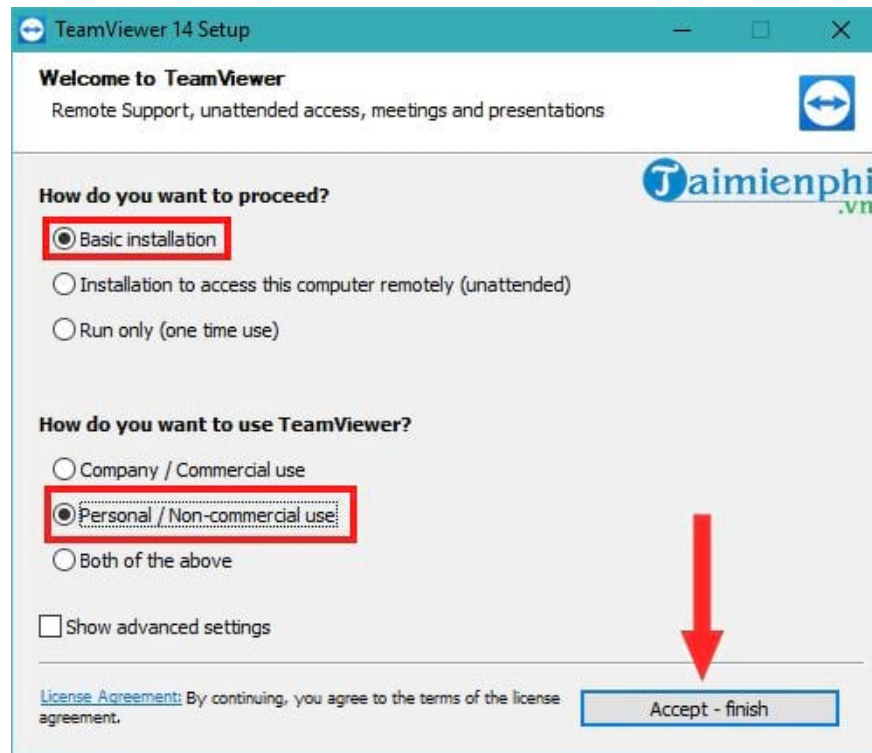 TeamViewer 14 Setup
Welcome to TeamViewer
Remote Support, unattended access, meetings and presentations
Taimienphi
.vn
How do you want to proceed?
Basic installation
Installation to access this computer remotely (unattended)
Run only (one time use)
How do you want to use TeamViewer?
Company / Commercial use
Personal / Non-commercial use
Both of the above
Show advanced settings
License Agreement: By continuing, you agree to the terms of the license
agreement.
Accept - finish